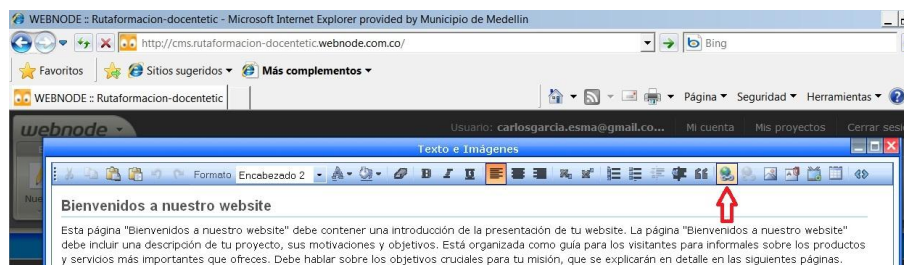 WEBNODE :: Rutaformacion-docentetic - Microsoft Internet Explorer provided by Municipio de Medellin
http://cms.rutaformacion-docentetic.webnode.com.co/
Bing
Favoritos Sitios sugeridos Más complementos
WEBNODE :: Rutaformacion-docentetic Página Seguridad Herramientas
webnode Usuario: carlosgarcia.esma@gmail.co... Mi cuenta Mis proyectos Cerrar sesi
Texto e Imágenes
Formato Encabezado 2 A B I U
Nue
Bienvenidos a nuestro website
Esta página "Bienvenidos a nuestro website" debe contener una introducción de la presentación de tu website. La página "Bienvenidos a nuestro website"
debe incluir una descripción de tu proyecto, sus motivaciones y objetivos. Está organizada como guía para los visitantes para informales sobre los productos
y servicios más importantes que ofreces. Debe hablar sobre los objetivos cruciales para tu misión, que se explicarán en detalle en las siguientes páginas.